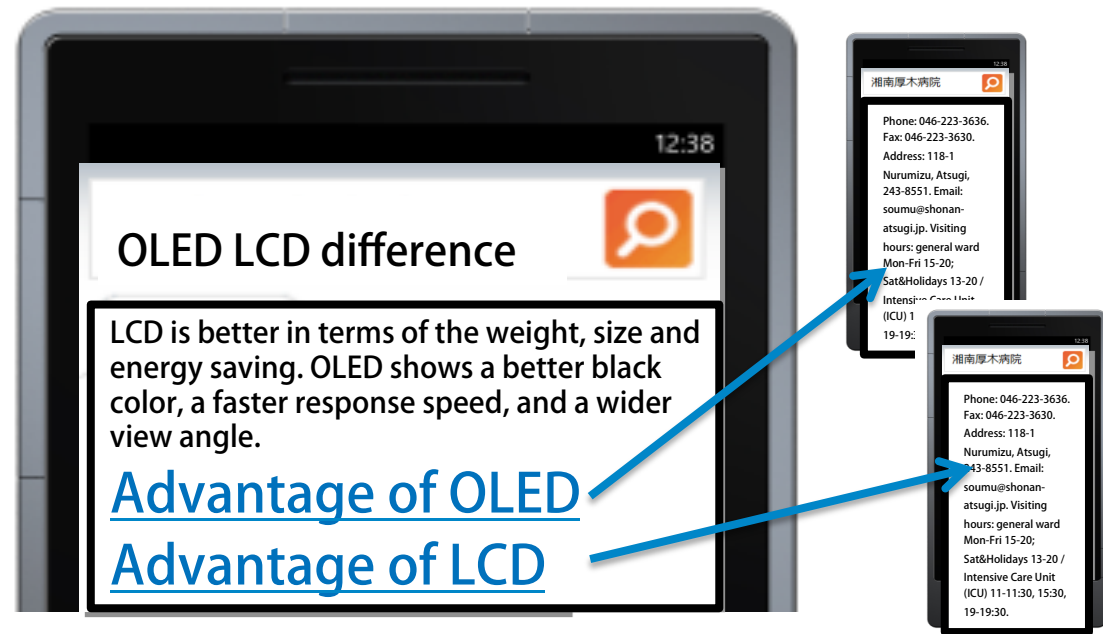 12:38
OLED LCD difference
LCD is better in terms of the weight, size and
energy saving. OLED shows a better black
color, a faster response speed, and a wider
view angle.
Advantage of OLED
Advantage of LCD
12:38
湘南厚木病院
Phone: 046-223-3636.
Fax: 046-223-3630.
Address: 118-1
Nurumizu, Atsugi,
243-8551. Email:
soumu@shonan-
atsugi.jp. Visiting
hours: general ward
Mon-Fri 15-20;
Sat&Holidays 13-20 /
Intensive Care Unit
(ICU) 1
19-19:
12:38
湘南厚木病院
Phone: 046-223-3636.
Fax: 046-223-3630.
Address: 118-1
Nurumizu, Atsugi,
243-8551. Email:
soumu@shonan-
atsugi.jp. Visiting
hours: general ward
Mon-Fri 15-20;
Sat&Holidays 13-20 /
Intensive Care Unit
(ICU) 11-11:30, 15:30,
19-19:30.